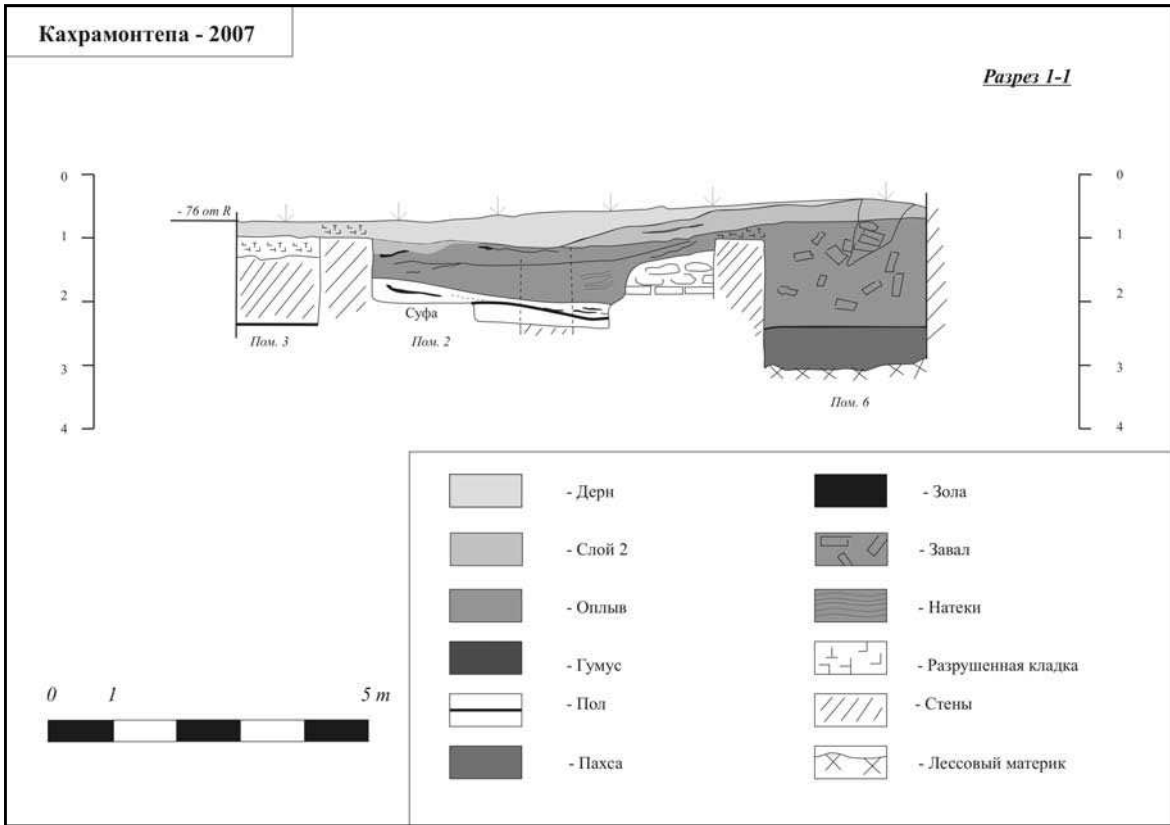 Кахрамонтепа - 2007
Разрез 1-1
0
1
2
3
4
- 76 от R
Суфа
Пом. 3
Пом. 2
Пом. 6
0
1
2
3
4
- Дерн
- Слой 2
- Оплыв
- Гумус
- Пол
- Пахса
- Зола
- Завал
- Натеки
- Разрушенная кладка
- Стены
- Лессовый материк
0 1 5 m